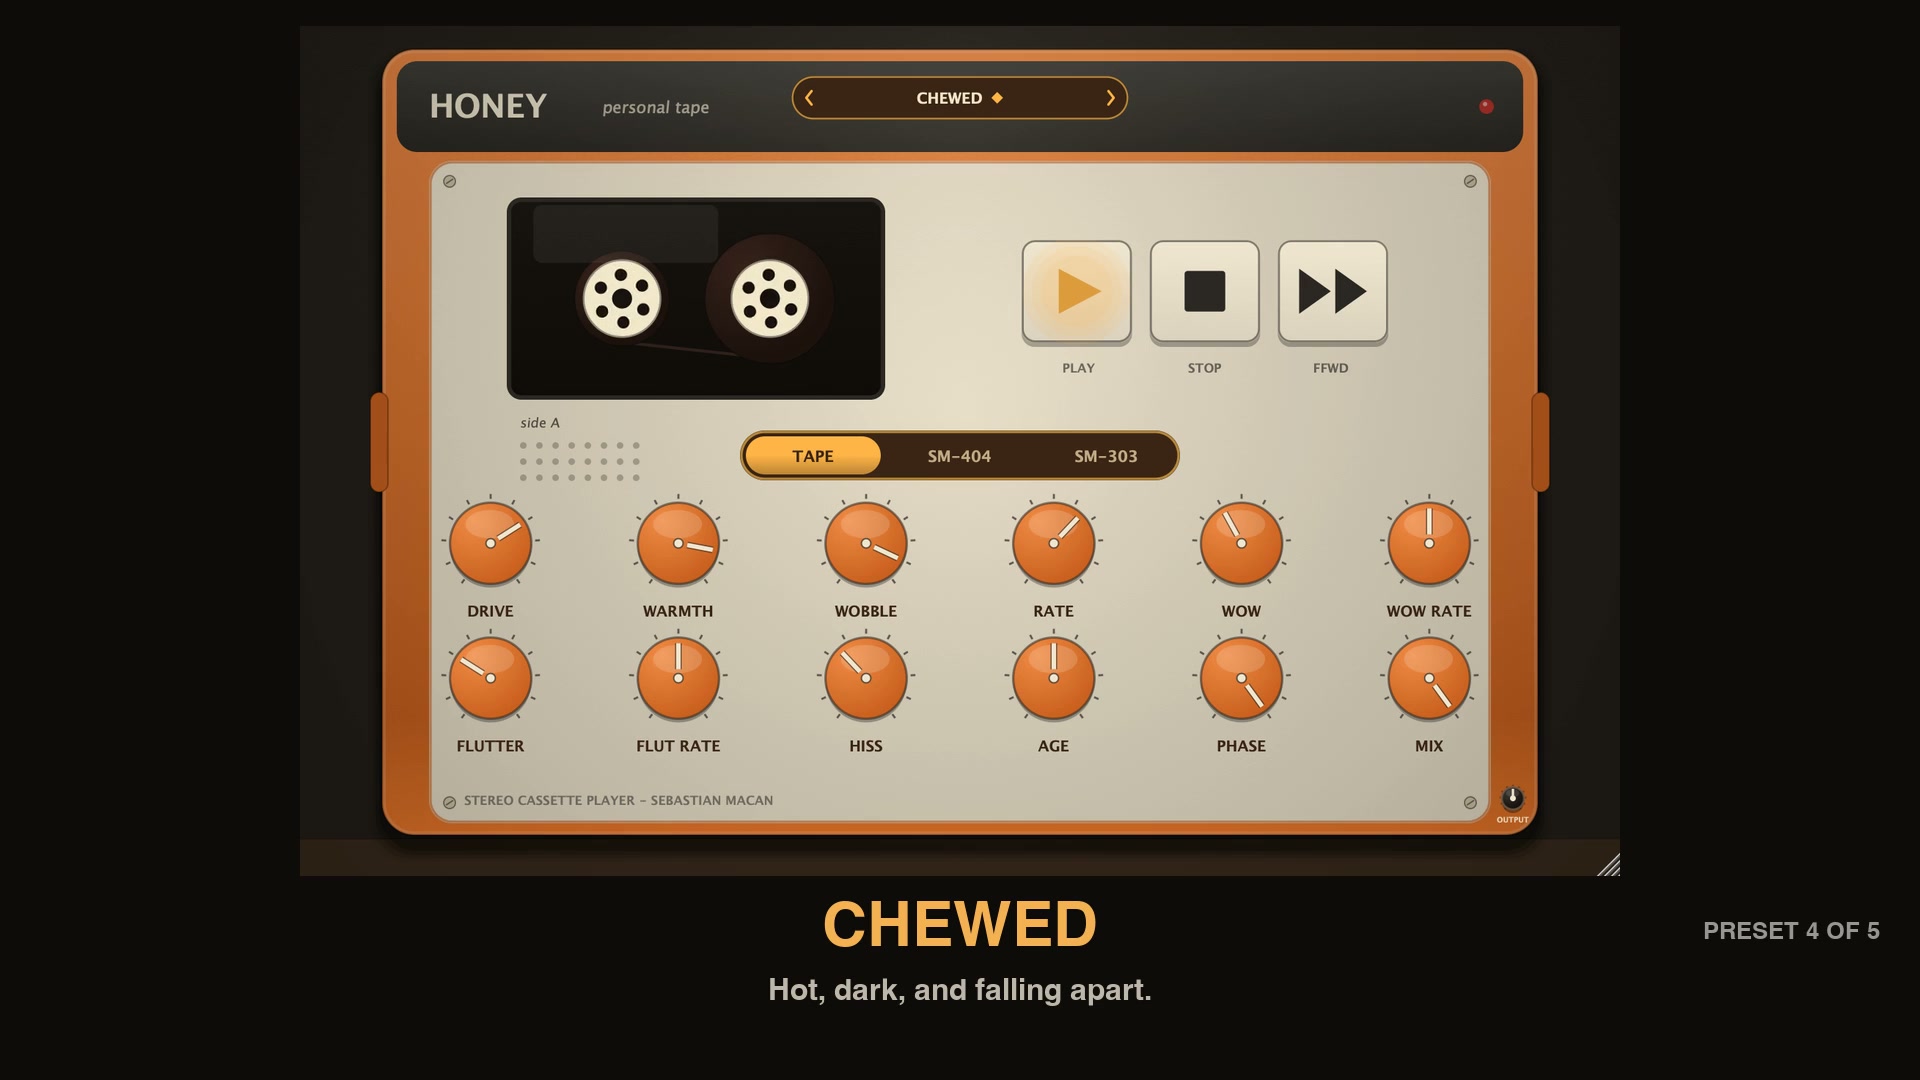 HONEY
personal tape
CHEWED ◆
PLAY
STOP
FFWD
side A
TAPE
SM-404
SM-303
DRIVE
WARMTH
WOBBLE
RATE
WOW
WOW RATE
FLUTTER
FLUT RATE
HISS
AGE
PHASE
MIX
STEREO CASSETTE PLAYER - SEBASTIAN MACAN
OUTPUT
CHEWED
PRESET 4 OF 5
Hot, dark, and falling apart.